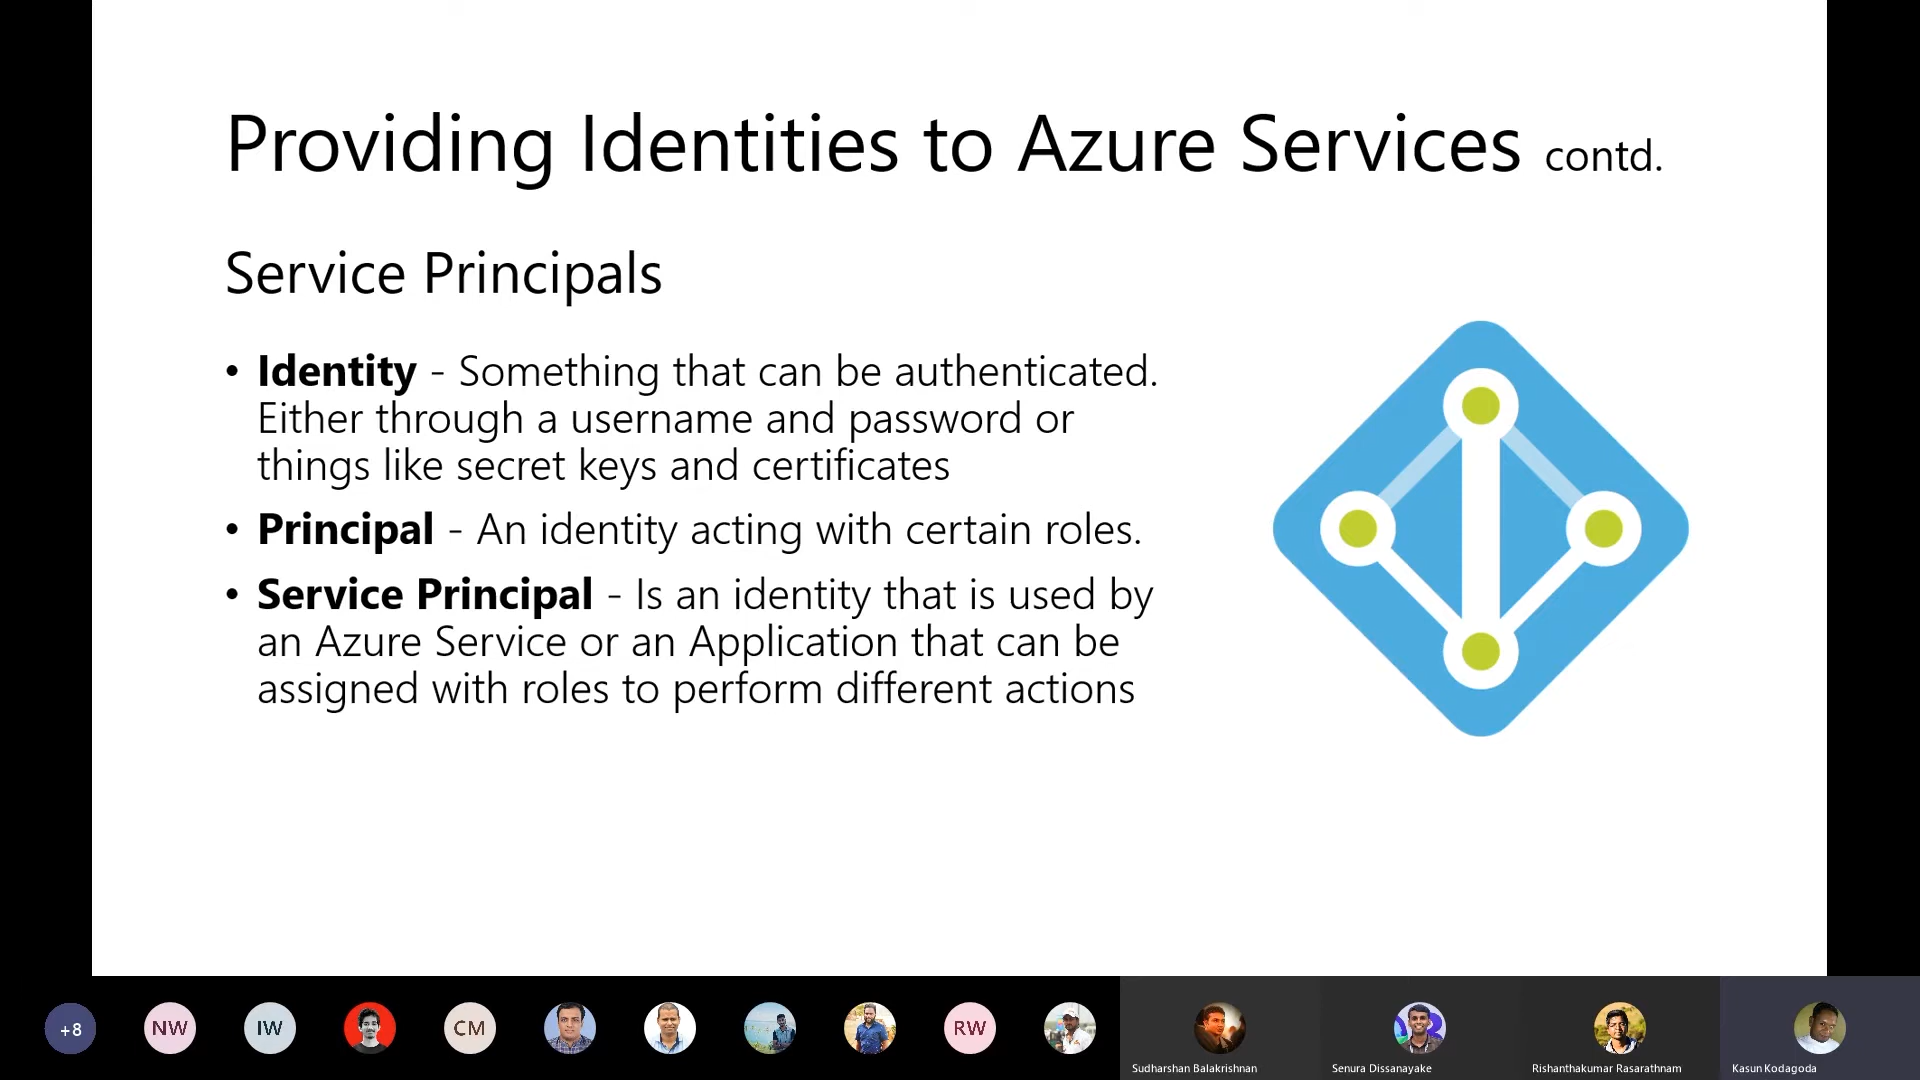 Providing Identities to Azure Services contd.
Service Principals
• Identity - Something that can be authenticated.
Either through a username and password or
things like secret keys and certificates
• Principal - An identity acting with certain roles.
• Service Principal - Is an identity that is used by
an Azure Service or an Application that can be
assigned with roles to perform different actions
+8 NW IW CM RW
Sudharshan Balakrishnan Senura Dissanayake Rishanthakumar Rasarathnam Kasun Kodagoda